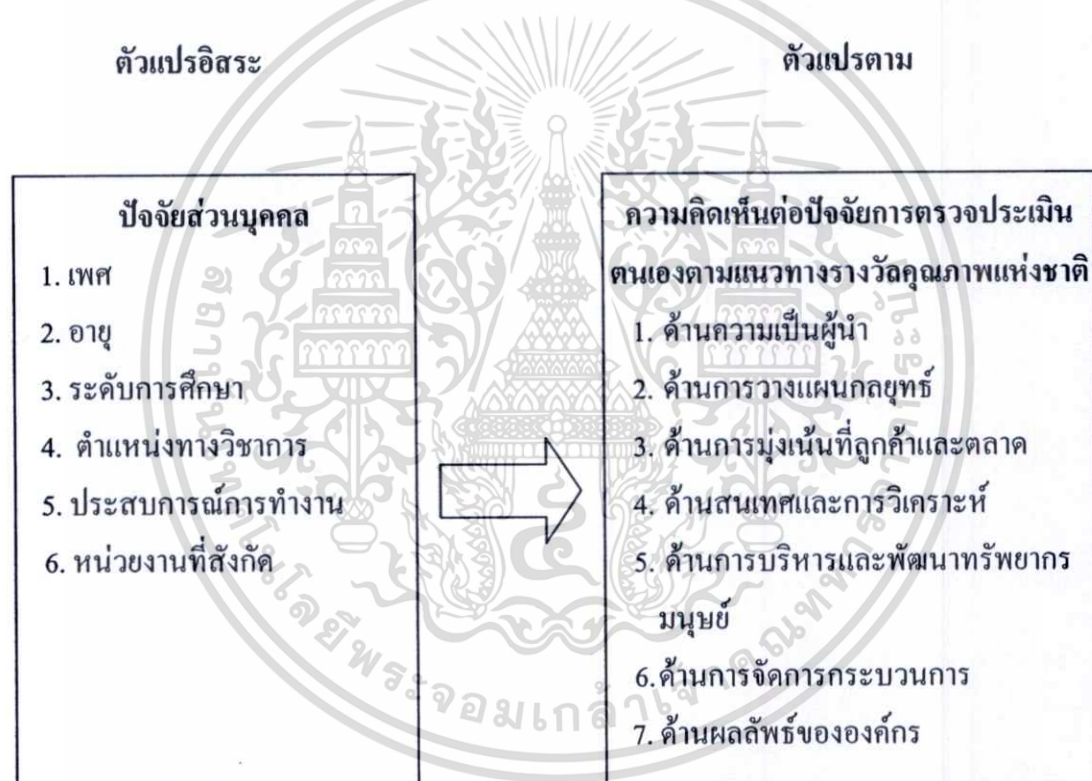 ตัวแปรอิสระ
ตัวแปรตาม
ปัจจัยส่วนบุคคล
1. เพศ
2. อายุ
3. ระดับการศึกษา
4. ตำแหน่งทางวิชาการ
5. ประสบการณ์การทำงาน
6. หน่วยงานที่สังกัด
ความคิดเห็นต่อปัจจัยการตรวจประเมิน
ตนเองตามแนวทางรางวัลคุณภาพแห่งชาติ
1. ด้านความเป็นผู้นำ
2. ด้านการวางแผนกลยุทธ์
3. ด้านการมุ่งเน้นที่ลูกค้าและตลาด
4. ด้านสนเทศและการวิเคราะห์
5. ด้านการบริหารและพัฒนาทรัพยากร
มนุษย์
6.ด้านการจัดการกระบวนการ
7. ด้านผลลัพธ์ขององค์กร